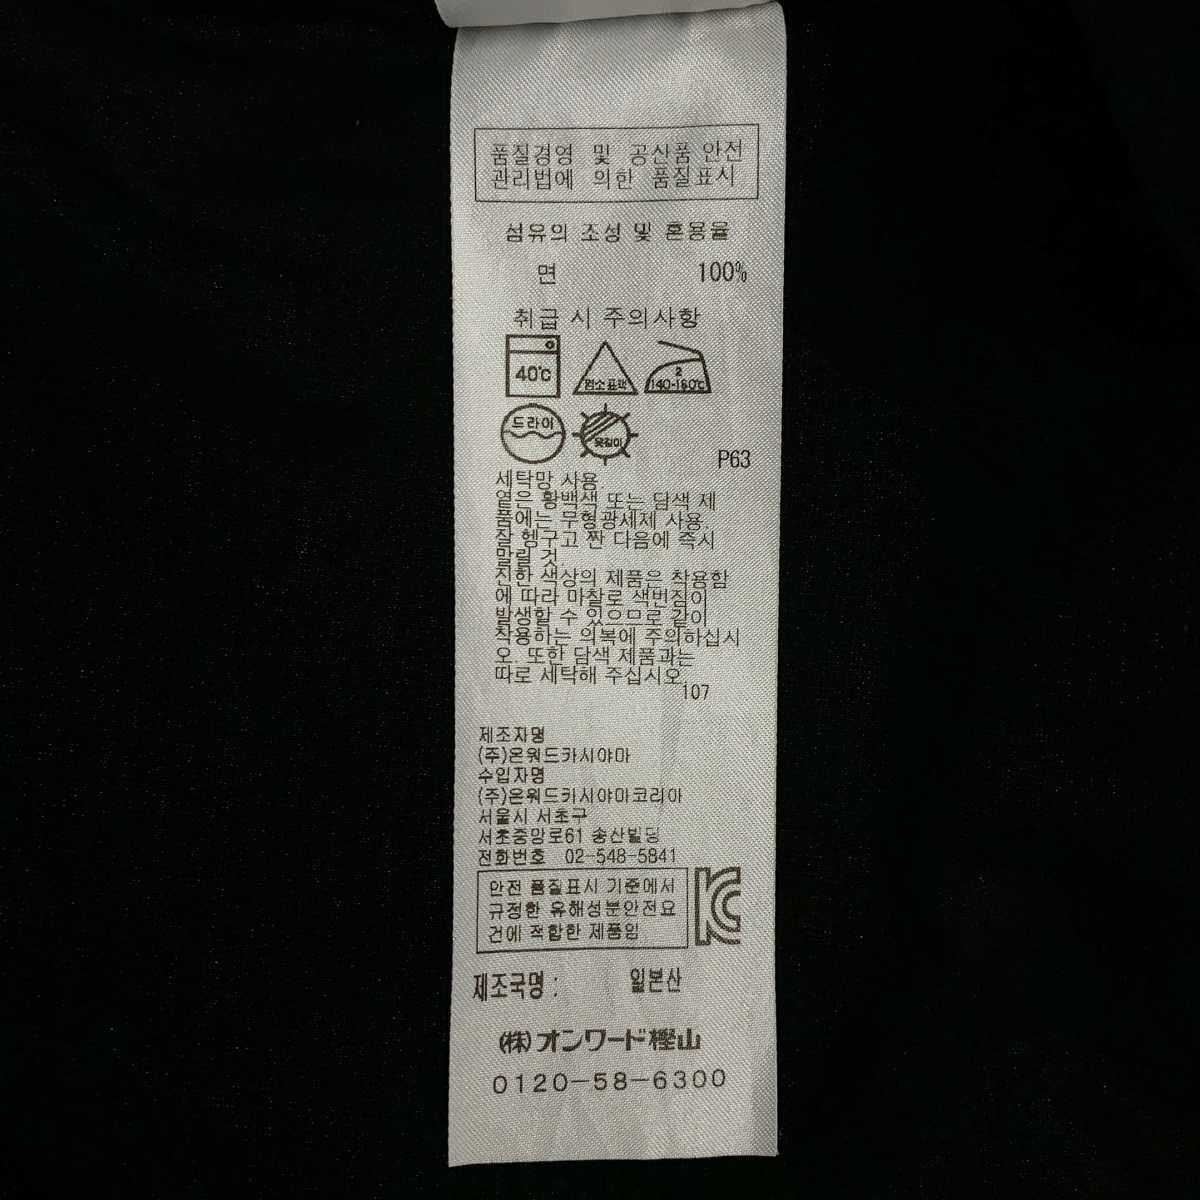 품질경영 및 공산품 안전
관리법에 의한 품질표시
섬유의 조성 및 혼용율
면 100%
취급 시 주의사항
40℃
염소 표백
2
140-160℃
드라이
옷걸이
P63
세탁망 사용.
엷은 황백색 또는 담색 제
품에는 무형광세제 사용.
잘 헹구고 짠 다음에 즉시
말릴 것.
진한 색상의 제품은 착용함
에 따라 마찰로 색번짐이
발생할 수 있으므로 같이
착용하는 의복에 주의하십시
오. 또한 담색 제품과는
따로 세탁해 주십시오.
107
제조자명
(주)온워드카시야마
수입자명
(주)온워드카시야마코리아
서울시 서초구
서초중앙로61 송산빌딩
전화번호 02-548-5841
안전 품질표시 기준에서
규정한 유해성분안전요
건에 적합한 제품임
제조국명 : 일본산
(株)オンワード樫山
0120-58-6300